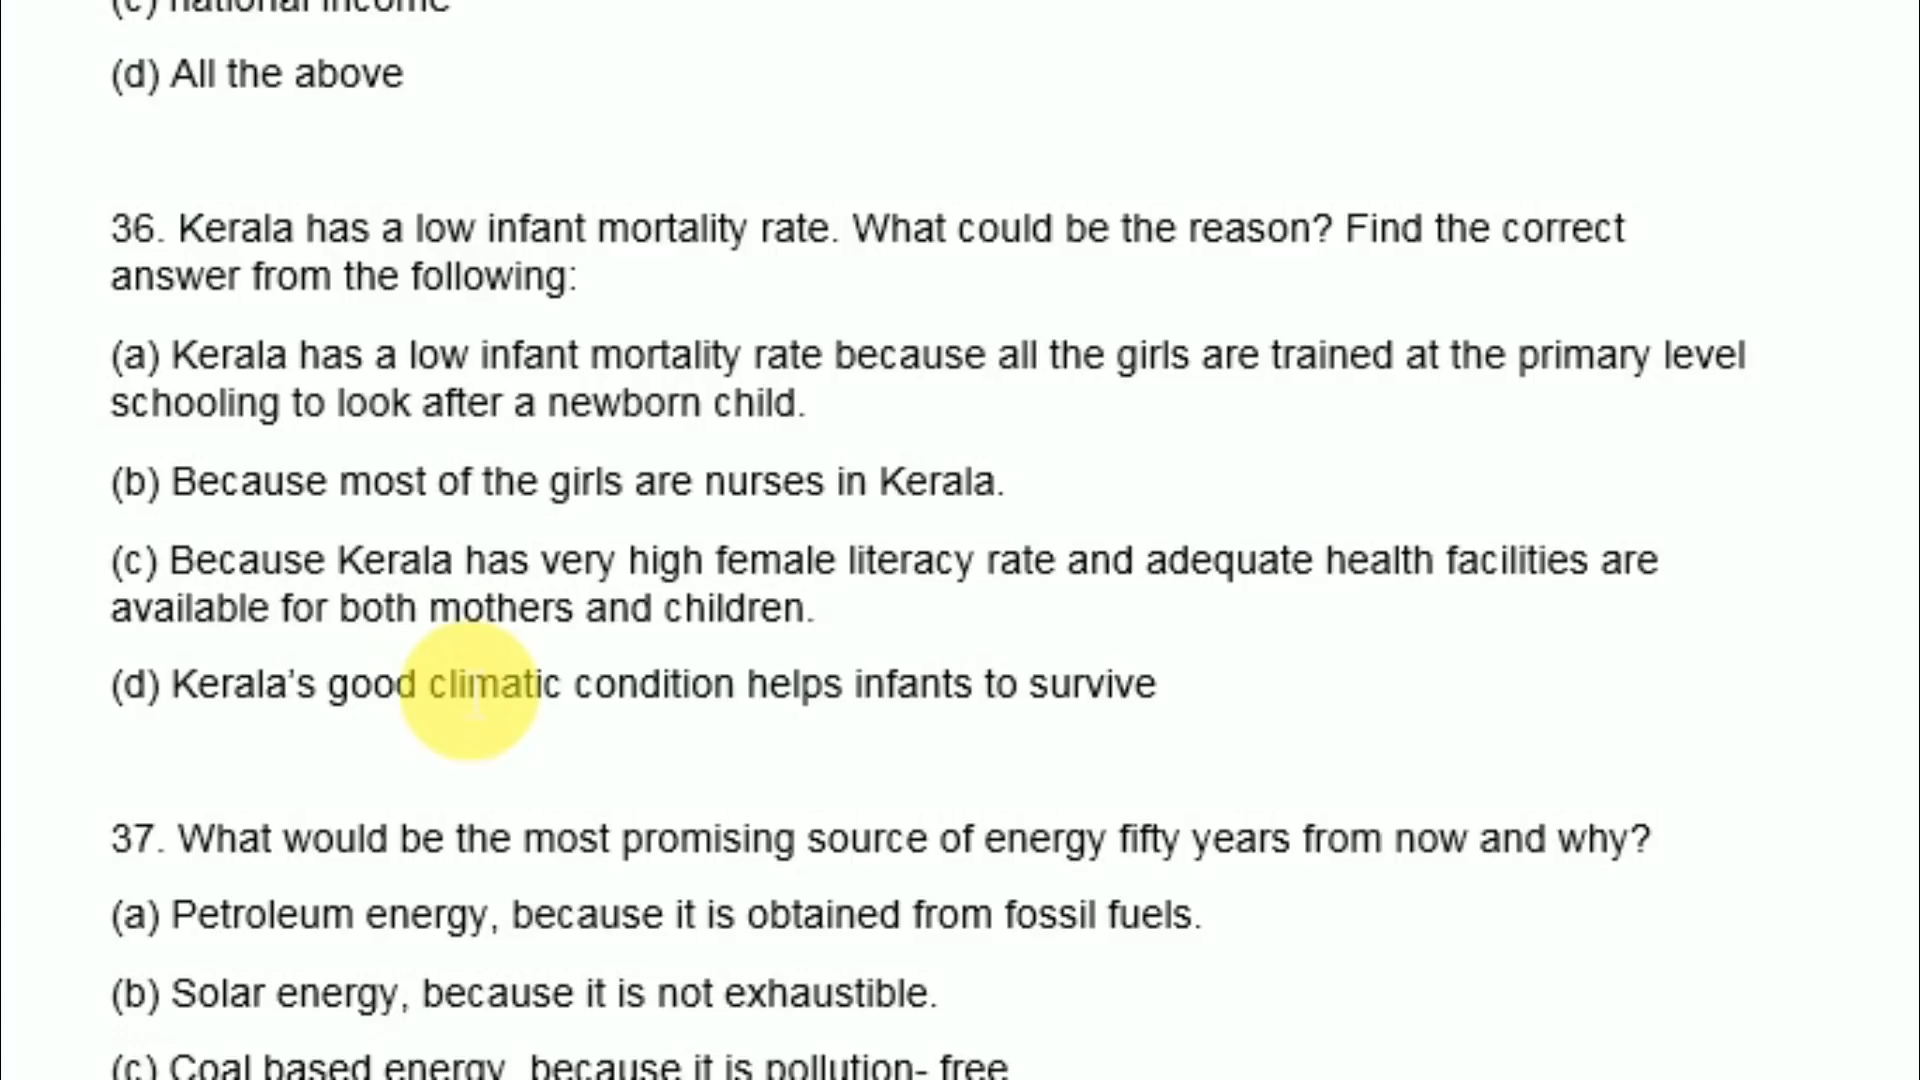 (c) national income
(d) All the above
36. Kerala has a low infant mortality rate. What could be the reason? Find the correct
answer from the following:
(a) Kerala has a low infant mortality rate because all the girls are trained at the primary level
schooling to look after a newborn child.
(b) Because most of the girls are nurses in Kerala.
(c) Because Kerala has very high female literacy rate and adequate health facilities are
available for both mothers and children.
(d) Kerala’s good climatic condition helps infants to survive
37. What would be the most promising source of energy fifty years from now and why?
(a) Petroleum energy, because it is obtained from fossil fuels.
(b) Solar energy, because it is not exhaustible.
(c) Coal based energy, because it is pollution- free